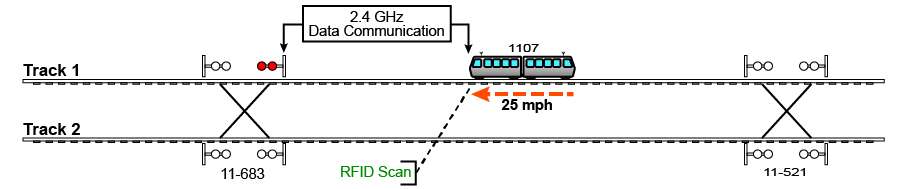 2.4 GHz
Data Communication
1107
Track 1
25 mph
Track 2
RFID Scan
11-683
11-521